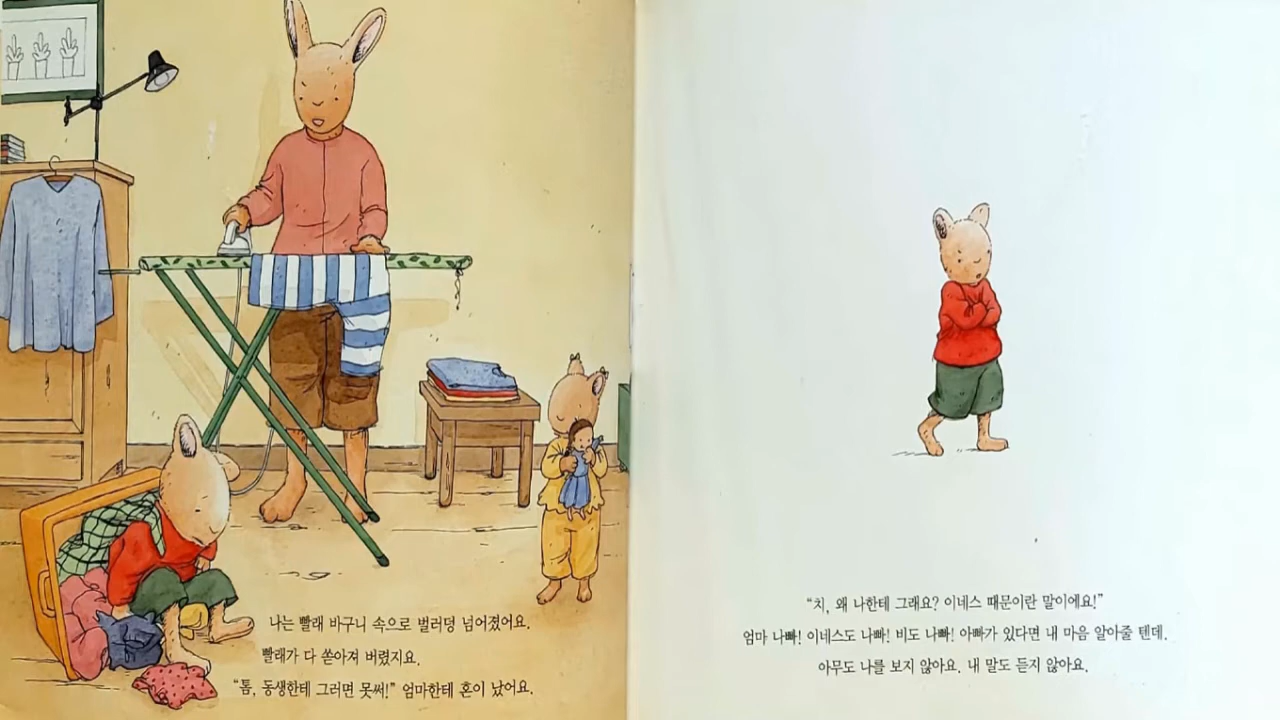 나는 빨래 바구니 속으로 벌러덩 넘어졌어요.
빨래가 다 쏟아져 버렸지요.
“톰, 동생한테 그러면 못써!” 엄마한테 혼이 났어요.
“치, 왜 나한테 그래요? 이네스 때문이란 말이에요!”
엄마 나빠! 이네스도 나빠! 비도 나빠! 아빠가 있다면 내 마음 알아줄 텐데.
아무도 나를 보지 않아요. 내 말도 듣지 않아요.